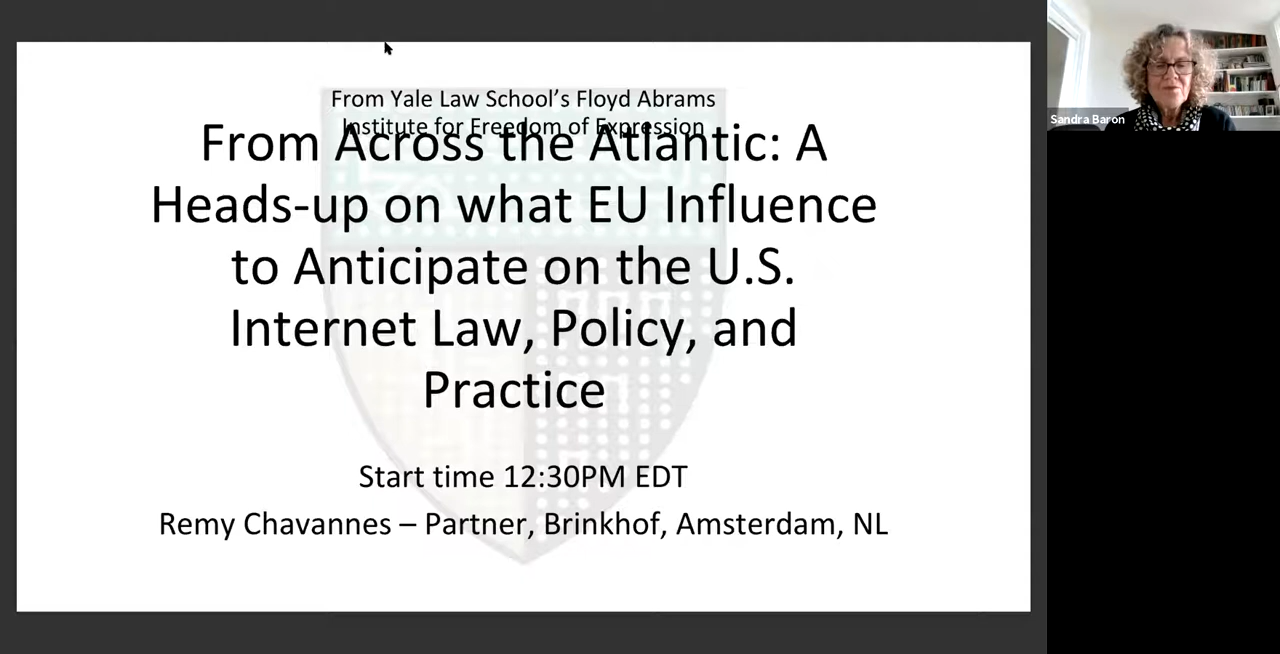 From Yale Law School’s Floyd Abrams
Institute for Freedom of Expression
From Across the Atlantic: A
Heads-up on what EU Influence
to Anticipate on the U.S.
Internet Law, Policy, and
Practice
Start time 12:30PM EDT
Remy Chavannes – Partner, Brinkhof, Amsterdam, NL
Sandra Baron